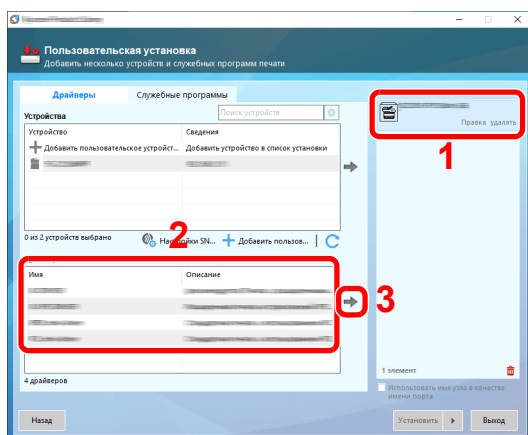 Пользовательская установка
Добавить несколько устройств и служебных программ печати
Драйверы
Служебные программы
Устройства
Поиск устройств
Устройство
Сведения
Добавить пользовательское устройст...
Добавить устройство в список установки
0 из 2 устройств выбрано
2
Настройки SN...
Добавить пользов...
Имя
Описание
3
4 драйверов
Правка удалять
1
1 элемент
Использовать имя узла в качестве
имени порта
Назад
Установить
Выход